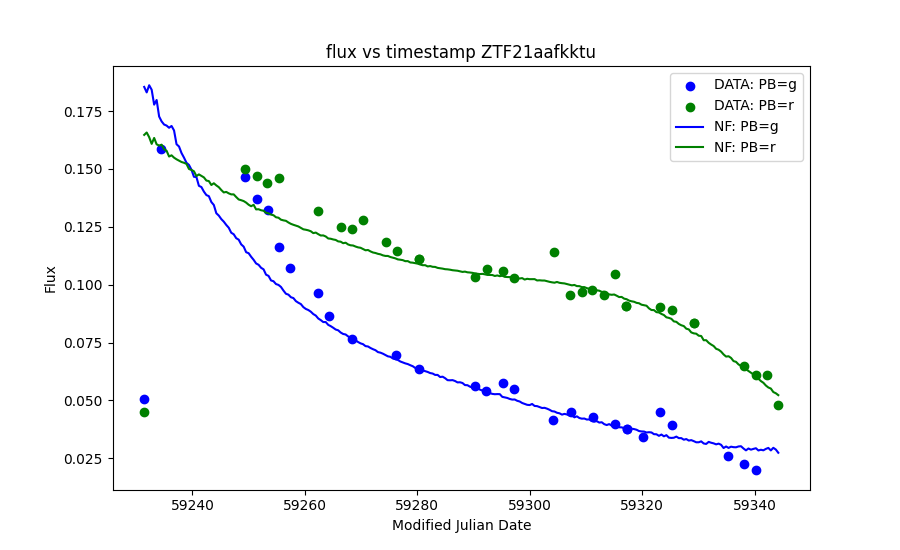 flux vs timestamp ZTF21aafkktu
DATA: PB=g
DATA: PB=r
NF: PB=g
NF: PB=r
0.175
0.150
0.125
0.100
0.075
0.050
0.025
Flux
59240
59260
59280
59300
59320
59340
Modified Julian Date